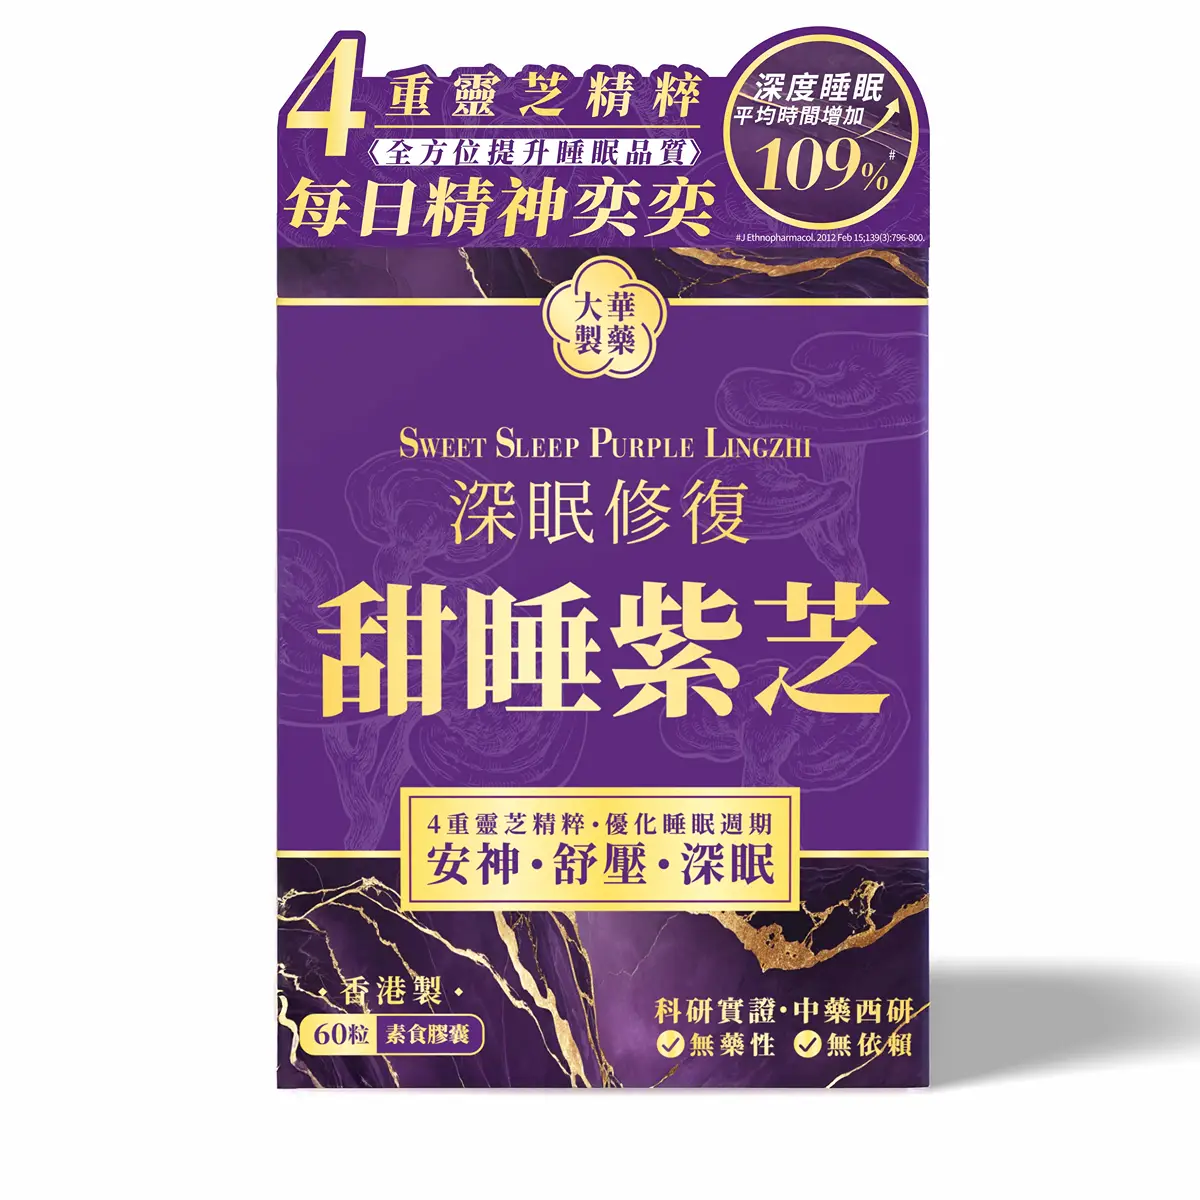 4重靈芝精粹
全方位提升睡眠品質
每日精神奕奕
深度睡眠
平均時間增加
109%#
#J Ethnopharmacol. 2012 Feb 15;139(3):796-800.
大華
製藥
SWEET SLEEP PURPLE LINGZHI
深眠修復
甜睡紫芝
4重靈芝精粹·優化睡眠週期
安神·舒壓·深眠
香港製
60粒 素食膠囊
科研實證·中藥西研
無藥性 無依賴